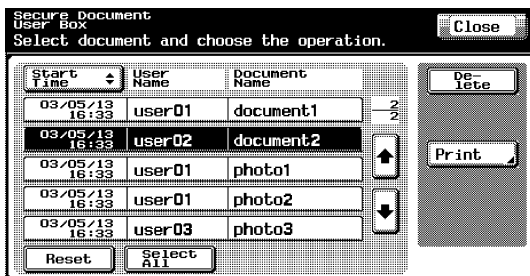 Secure Document
User Box
Close
Select document and choose the operation.
Start
Time
User
Name
Document
Name
De-
lete
03/05/13
16:33
user01
document1
2
2
03/05/13
16:33
user02
document2
Print
03/05/13
16:33
user01
photo1
03/05/13
16:33
user01
photo2
03/05/13
16:33
user03
photo3
Reset
Select
All